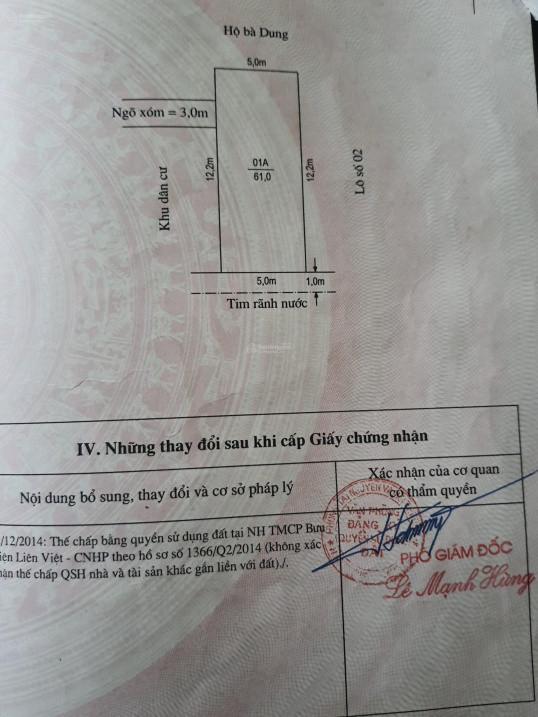 Hộ bà Dung
5,0m
Ngõ xóm = 3,0m
12,2m
01A
61,0
12,2m
Khu dân cư
Lô số 02
5,0m
1,0m
Tim rãnh nước
IV. Những thay đổi sau khi cấp Giấy chứng nhận
Nội dung bổ sung, thay đổi và cơ sở pháp lý
Xác nhận của cơ quan
có thẩm quyền
/12/2014: Thế chấp bằng quyền sử dụng đất tại NH TMCP Bưu
iện Liên Việt - CNHP theo hồ sơ số 1366/Q2/2014 (không xác
hận thế chấp QSH nhà và tài sản khác gắn liền với đất)./.
VĂN PHÒNG
ĐĂNG
PHÓ GIÁM ĐỐC
Lê Mạnh Hùng